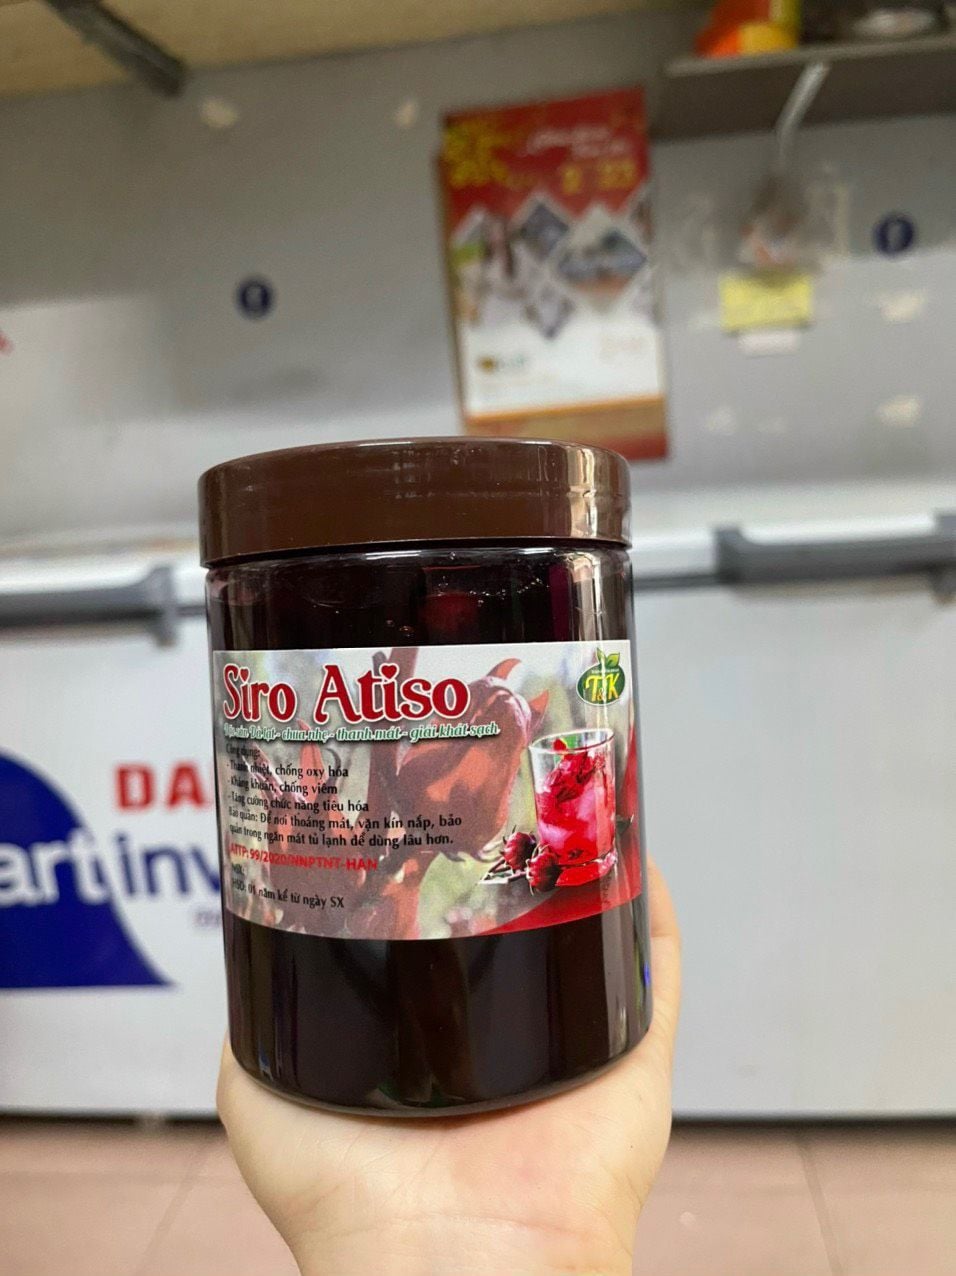 Siro Atiso
T&K
Đặc sản Đà Lạt - chua nhẹ - thanh mát - giải khát sạch
Công dụng:
- Thanh nhiệt, chống oxy hóa
- Kháng khuẩn, chống viêm
- Tăng cường chức năng tiêu hóa
Bảo quản: Để nơi thoáng mát, vặn kín nắp, bảo
quản trong ngăn mát tủ lạnh để dùng lâu hơn.
ATTP: 99/2020/NNPTNT-HAN
NSX:
HSD: 01 năm kể từ ngày SX
DA
art inv